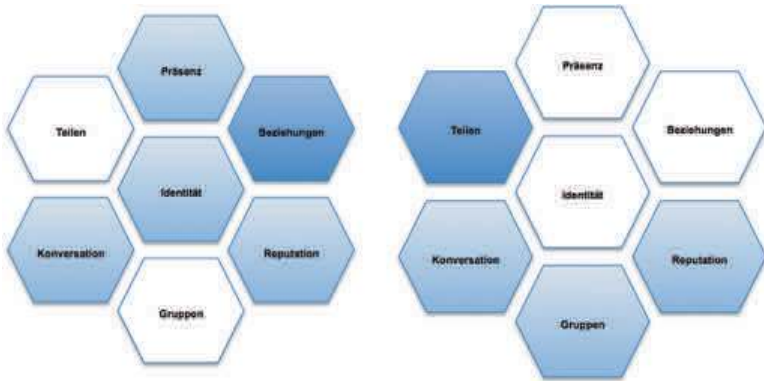 Präsenz
Teilen
Beziehungen
Identität
Konversation
Reputation
Gruppen
Präsenz
Teilen
Beziehungen
Identität
Konversation
Reputation
Gruppen